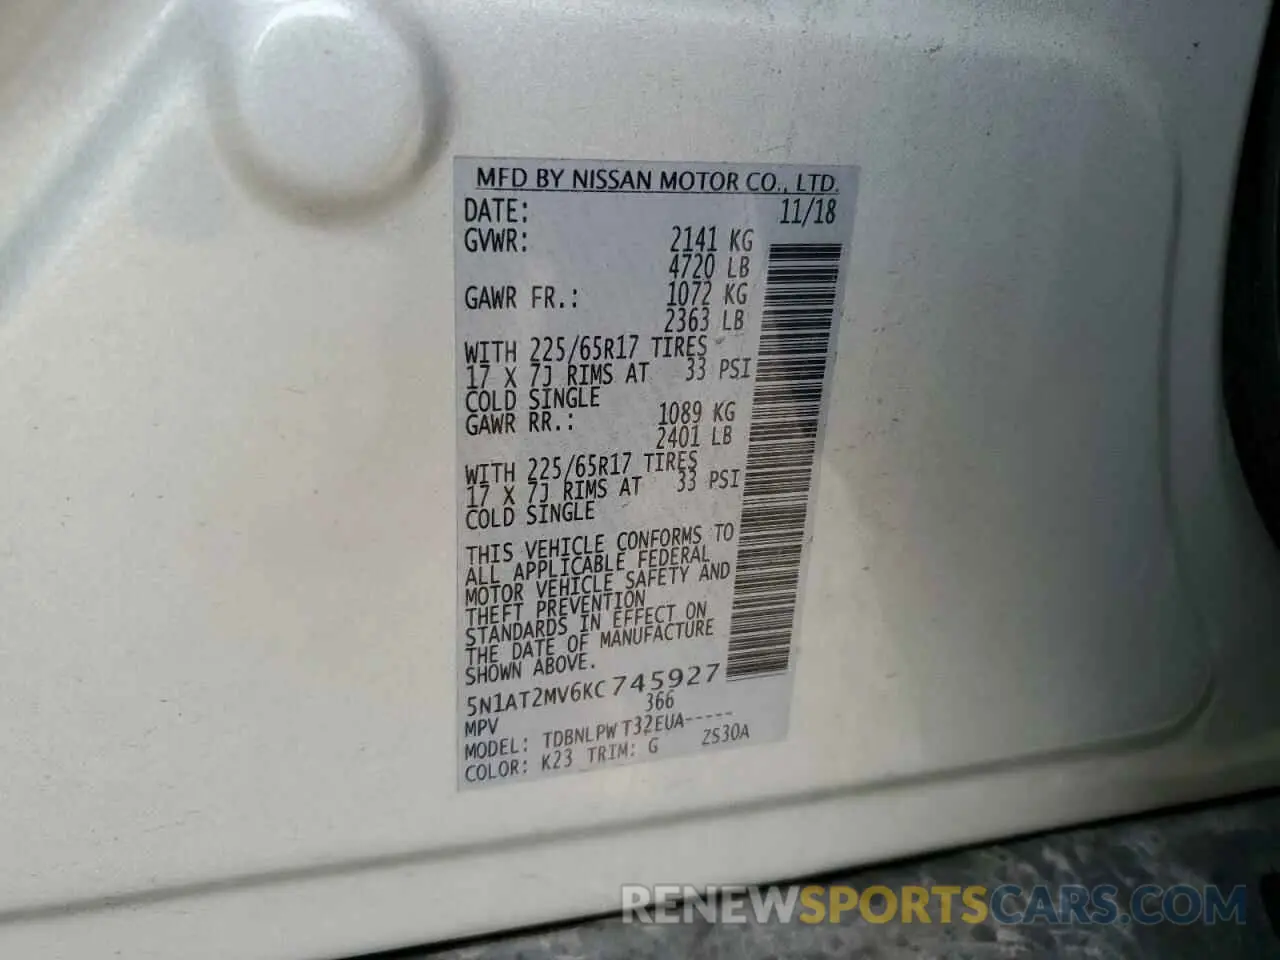 MFD BY NISSAN MOTOR CO., LTD.
DATE: 11/18
GVWR: 2141 KG
4720 LB
GAWR FR.: 1072 KG
2363 LB
WITH 225/65R17 TIRES
17 X 7J RIMS AT 33 PSI
COLD SINGLE
GAWR RR.: 1089 KG
2401 LB
WITH 225/65R17 TIRES
17 X 7J RIMS AT 33 PSI
COLD SINGLE
THIS VEHICLE CONFORMS TO
ALL APPLICABLE FEDERAL
MOTOR VEHICLE SAFETY AND
THEFT PREVENTION
STANDARDS IN EFFECT ON
THE DATE OF MANUFACTURE
SHOWN ABOVE.
5N1AT2MV6KC745927
MPV 366
MODEL: TDBNLPWT32EUA-----
COLOR: K23 TRIM: G ZS30A
RENEWSPORTSCARS.COM